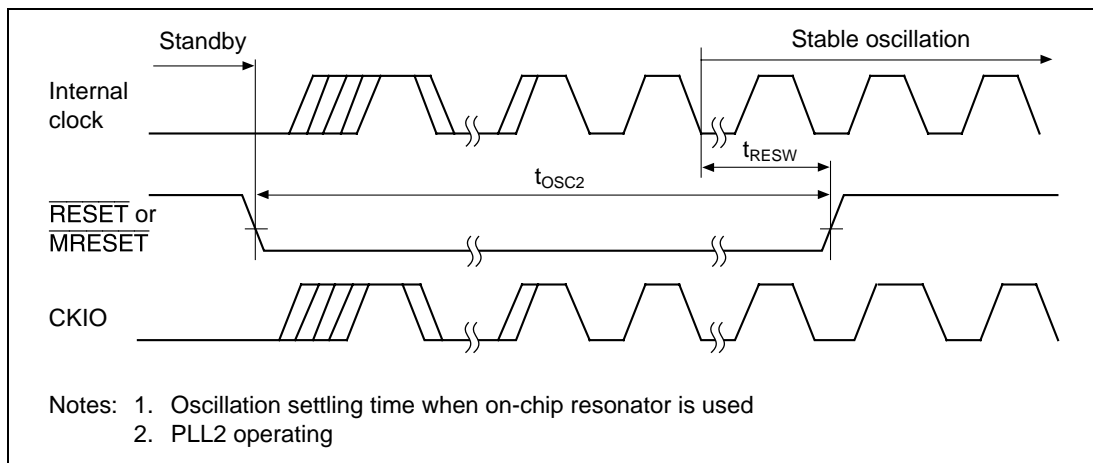 Standby
Stable oscillation
Internal
clock
tRESW
tOSC2
RESET or
MRESET
CKIO
Notes: 1. Oscillation settling time when on-chip resonator is used
2. PLL2 operating